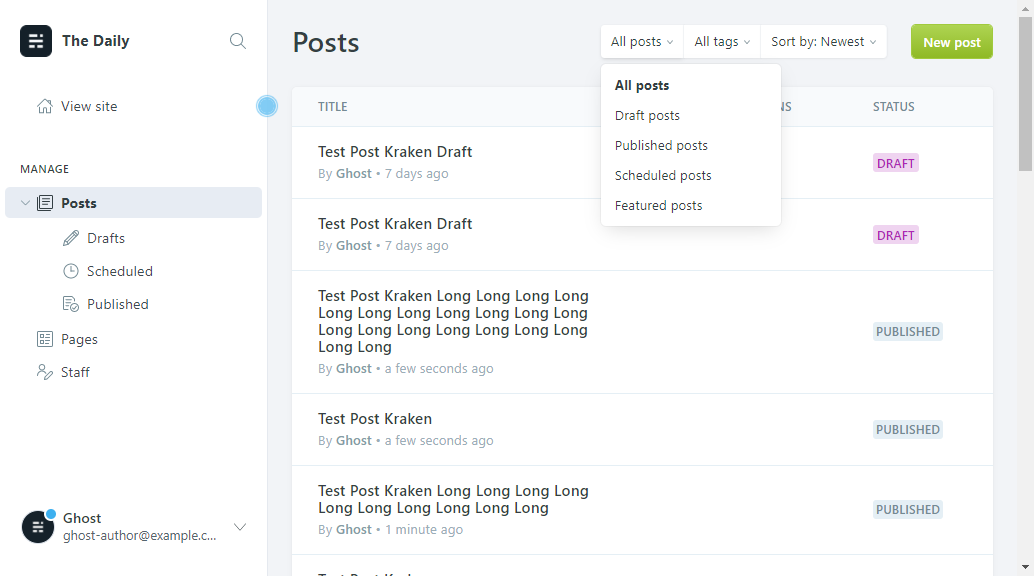 The Daily
View site
MANAGE
Posts
Drafts
Scheduled
Published
Pages
Staff
Ghost
ghost-author@example.c...
Posts
All posts
All tags
Sort by: Newest
New post
All posts
Draft posts
Published posts
Scheduled posts
Featured posts
TITLE
STATUS
Test Post Kraken Draft
By Ghost • 7 days ago
DRAFT
Test Post Kraken Draft
By Ghost • 7 days ago
DRAFT
Test Post Kraken Long Long Long Long
Long Long Long Long Long Long Long
Long Long Long Long Long Long Long
Long Long
By Ghost • a few seconds ago
PUBLISHED
Test Post Kraken
By Ghost • a few seconds ago
PUBLISHED
Test Post Kraken Long Long Long Long
Long Long Long Long Long Long
By Ghost • 1 minute ago
PUBLISHED